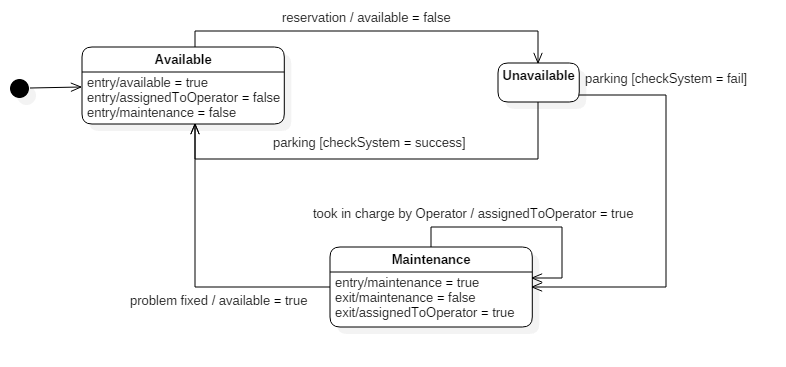 reservation / available = false
Available
entry/available = true
entry/assignedToOperator = false
entry/maintenance = false
Unavailable
parking [checkSystem = fail]
parking [checkSystem = success]
took in charge by Operator / assignedToOperator = true
Maintenance
entry/maintenance = true
exit/maintenance = false
exit/assignedToOperator = true
problem fixed / available = true